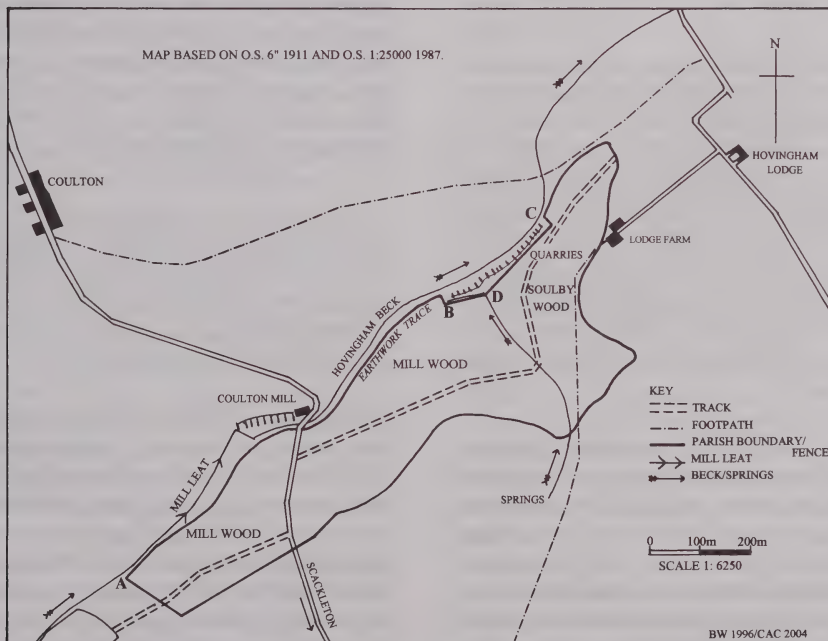 MAP BASED ON O.S. 6" 1911 AND O.S. 1:25000 1987.
N
COULTON
HOVINGHAM
LODGE
C
LODGE FARM
QUARRIES
SOULBY
WOOD
HOVINGHAM BECK
EARTHWORK TRACK
B
D
MILL WOOD
COULTON MILL
MILL LEAT
MILL WOOD
A
SCACKLETON
SPRINGS
KEY
TRACK
FOOTPATH
PARISH BOUNDARY/
FENCE
MILL LEAT
BECK/SPRINGS
0 100m 200m
SCALE 1: 6250
BW 1996/CAC 2004